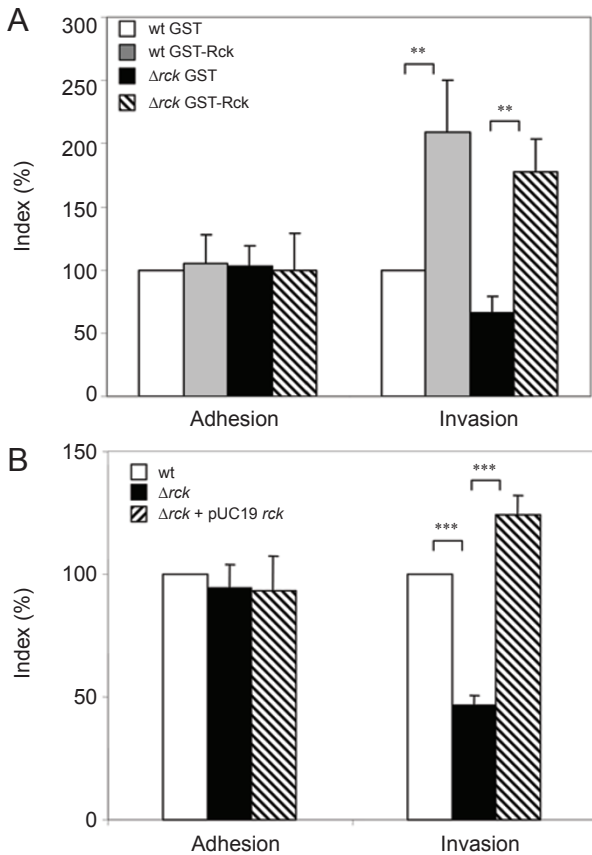 A
300
250
200
150
100
50
0
Index (%)
wt GST
wt GST-Rck
Δrck GST
Δrck GST-Rck
**
**
Adhesion
Invasion
B
150
100
50
0
Index (%)
wt
Δrck
Δrck + pUC19 rck
***
***
Adhesion
Invasion